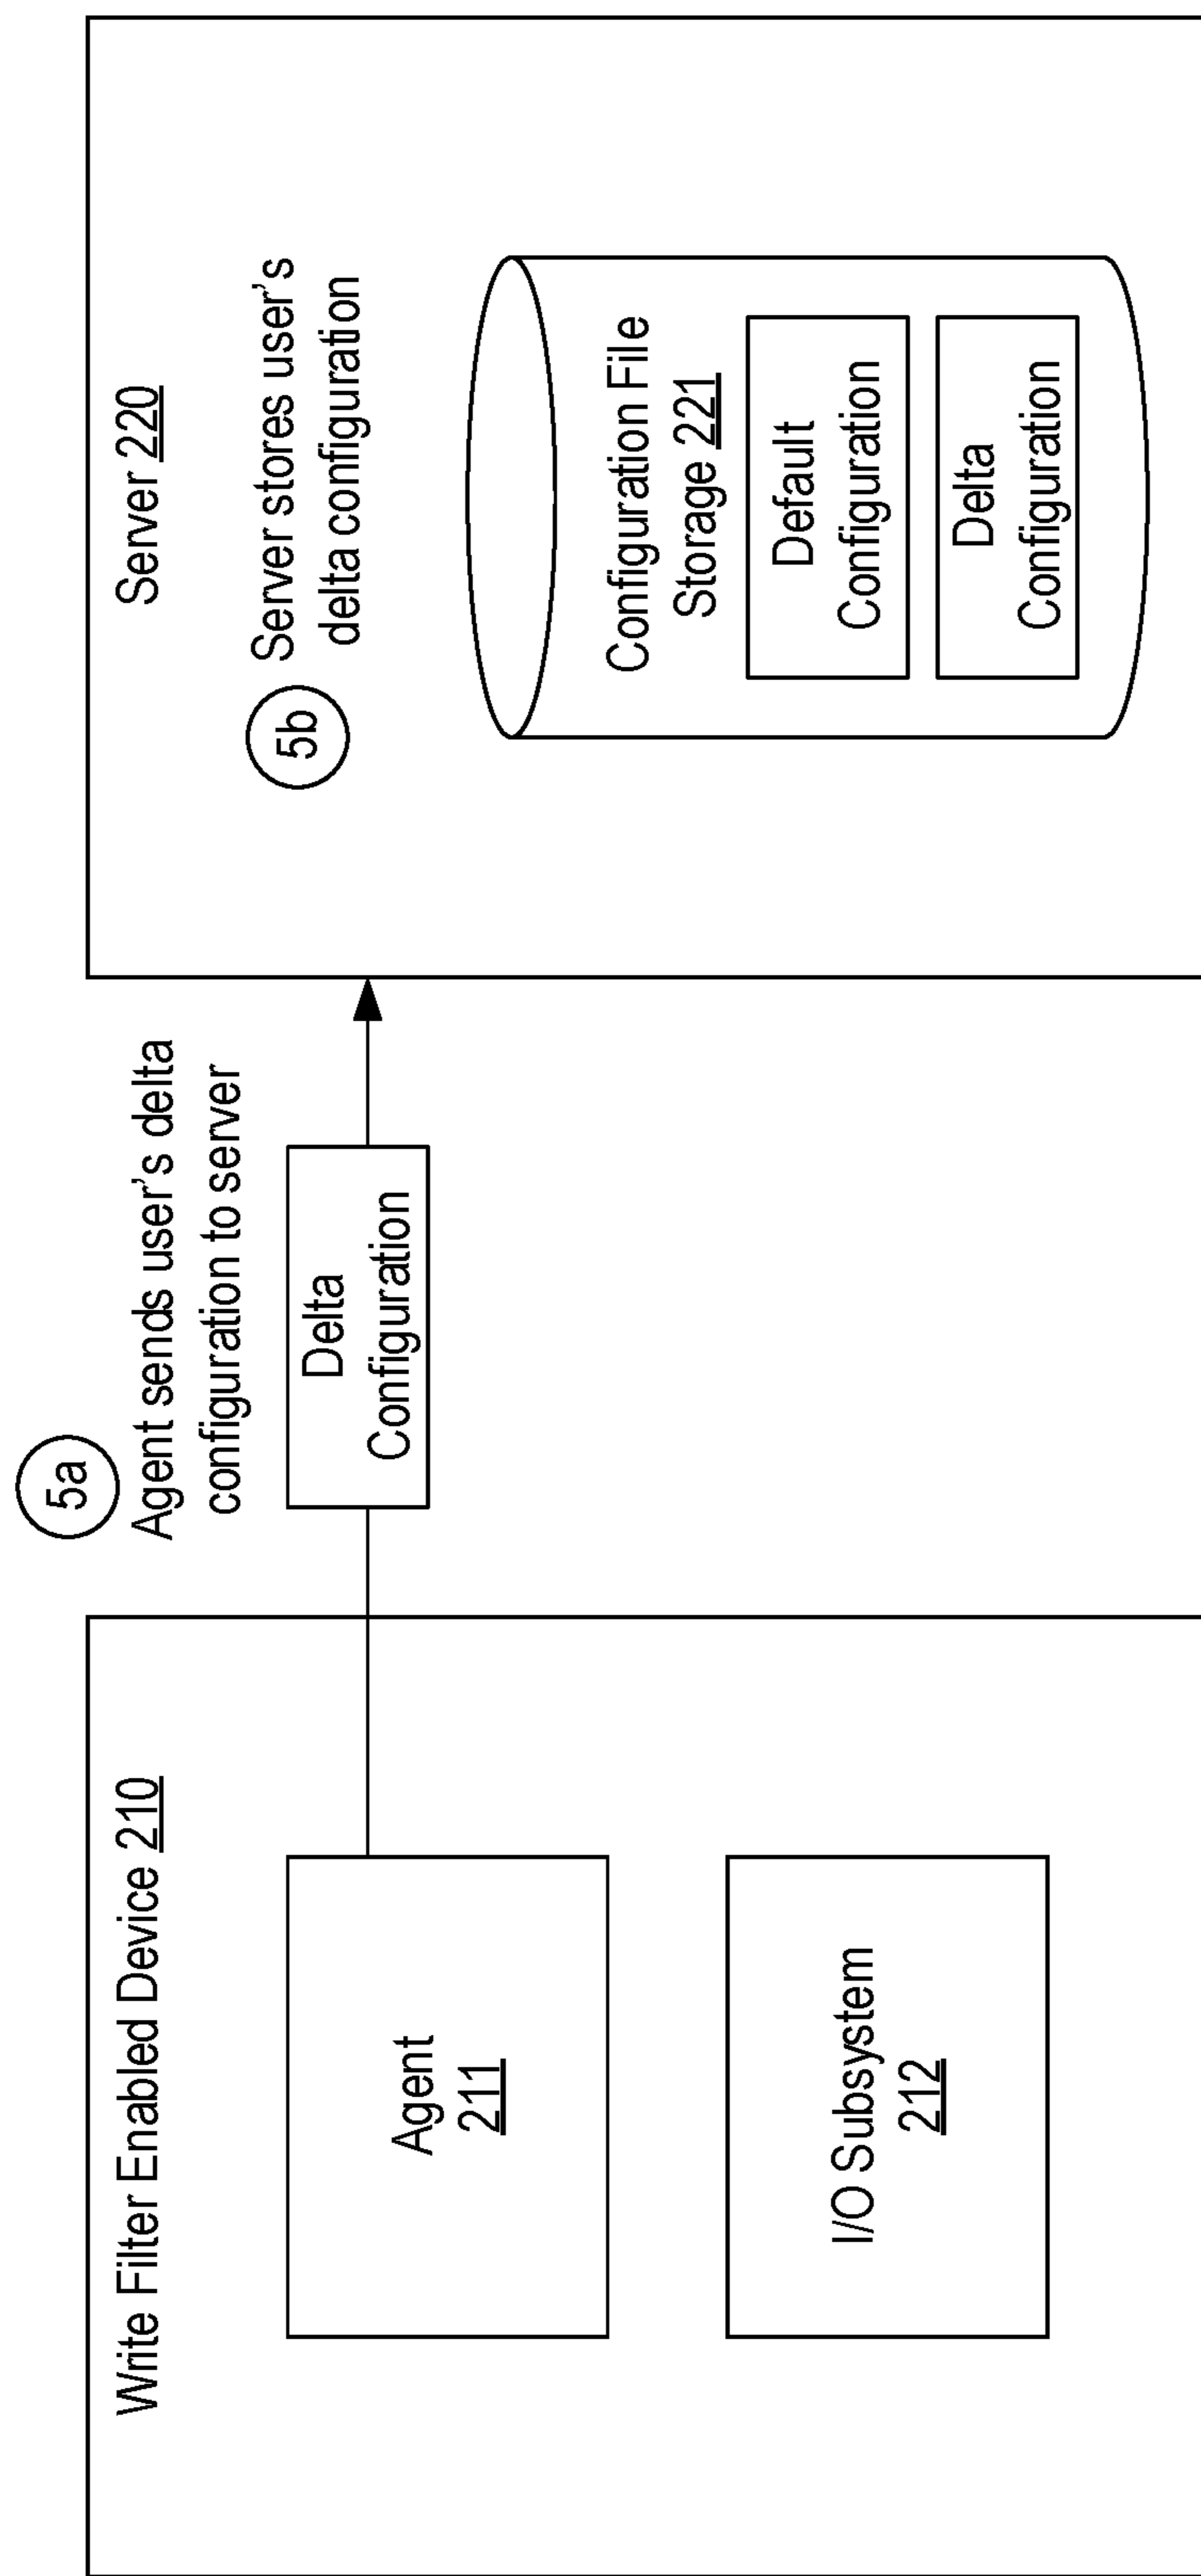 Write Filter Enabled Device 210
Agent
211
I/O Subsystem
212
5a
Agent sends user's delta
configuration to server
Delta
Configuration
Server 220
5b
Server stores user's
delta configuration
Configuration File
Storage 221
Default
Configuration
Delta
Configuration